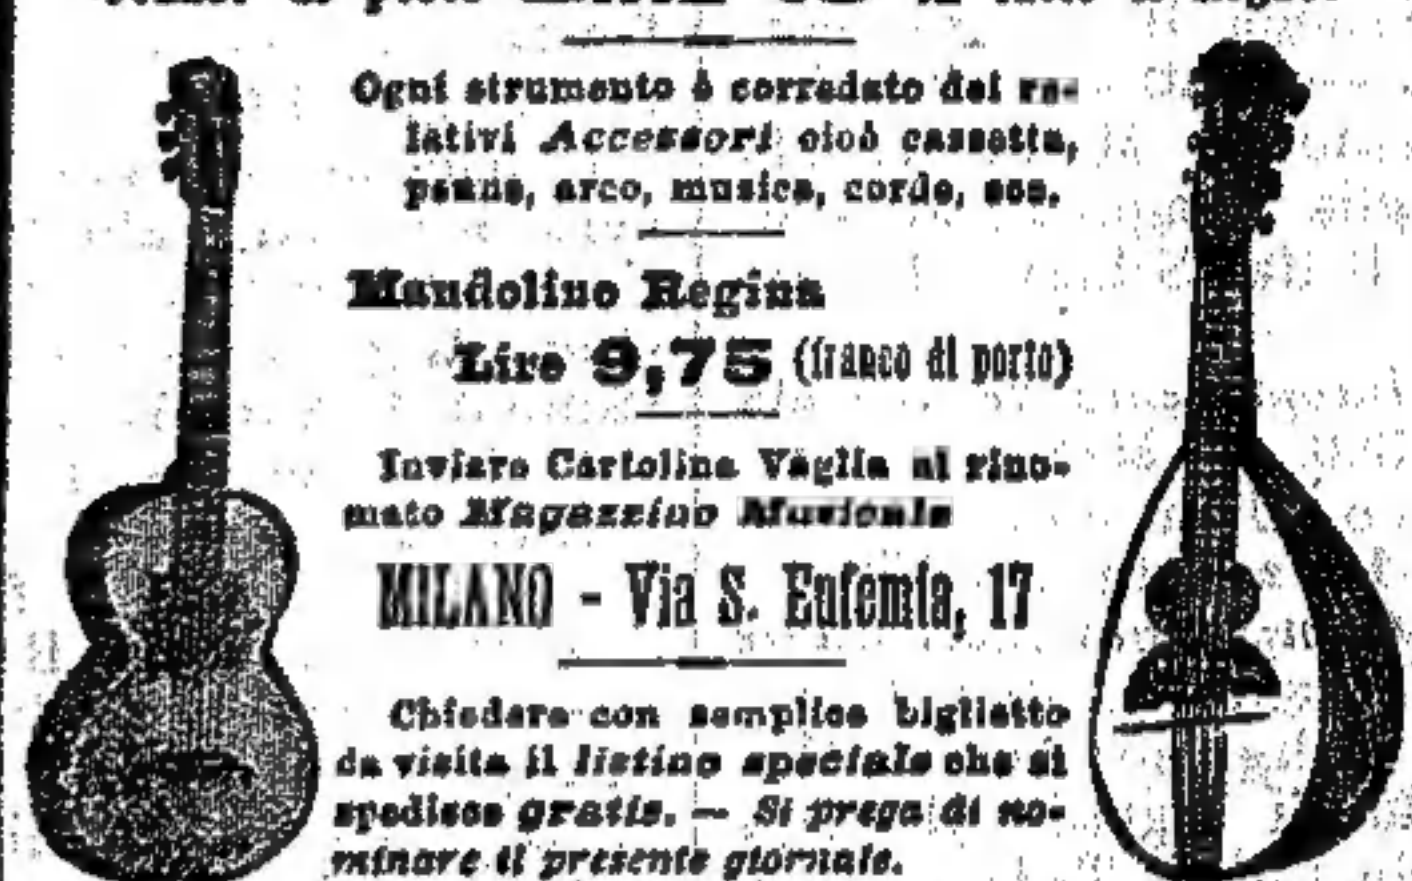 Ogni strumento è corredato dei re-
lativi Accessori cioè cassetta,
penne, arco, musica, corde, ecc.
Mandolino Regina
Lire 9,75 (franco di porto)
Inviare Cartolina Vaglia al rino-
mato Magazzino Musicale
MILANO - Via S. Eufemia, 17
Chiedere con semplice biglietto
da visita il listino speciale che si
spedisce gratis. — Si prega di no-
minare il presente giornale.